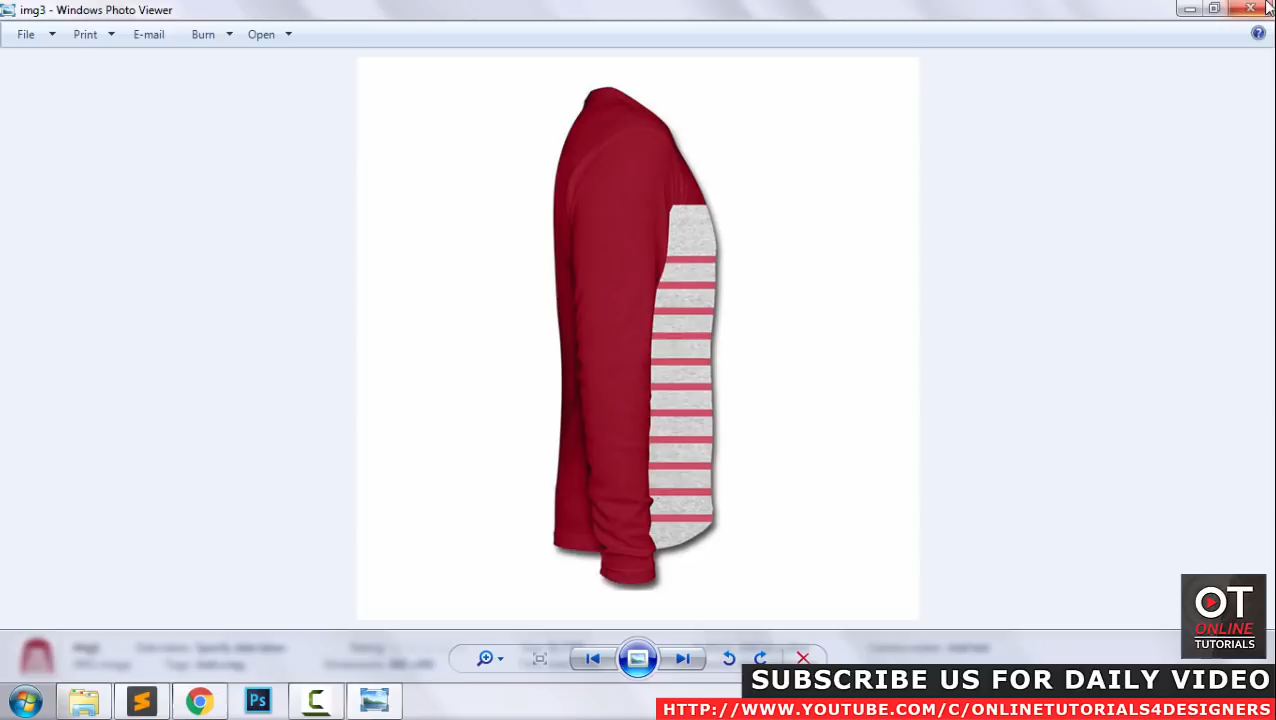 img3 - Windows Photo Viewer
File Print E-mail Burn Open
OT
ONLINE
TUTORIALS
Ps
SUBSCRIBE US FOR DAILY VIDEO
HTTP://WWW.YOUTUBE.COM/C/ONLINETUTORIALS4DESIGNERS